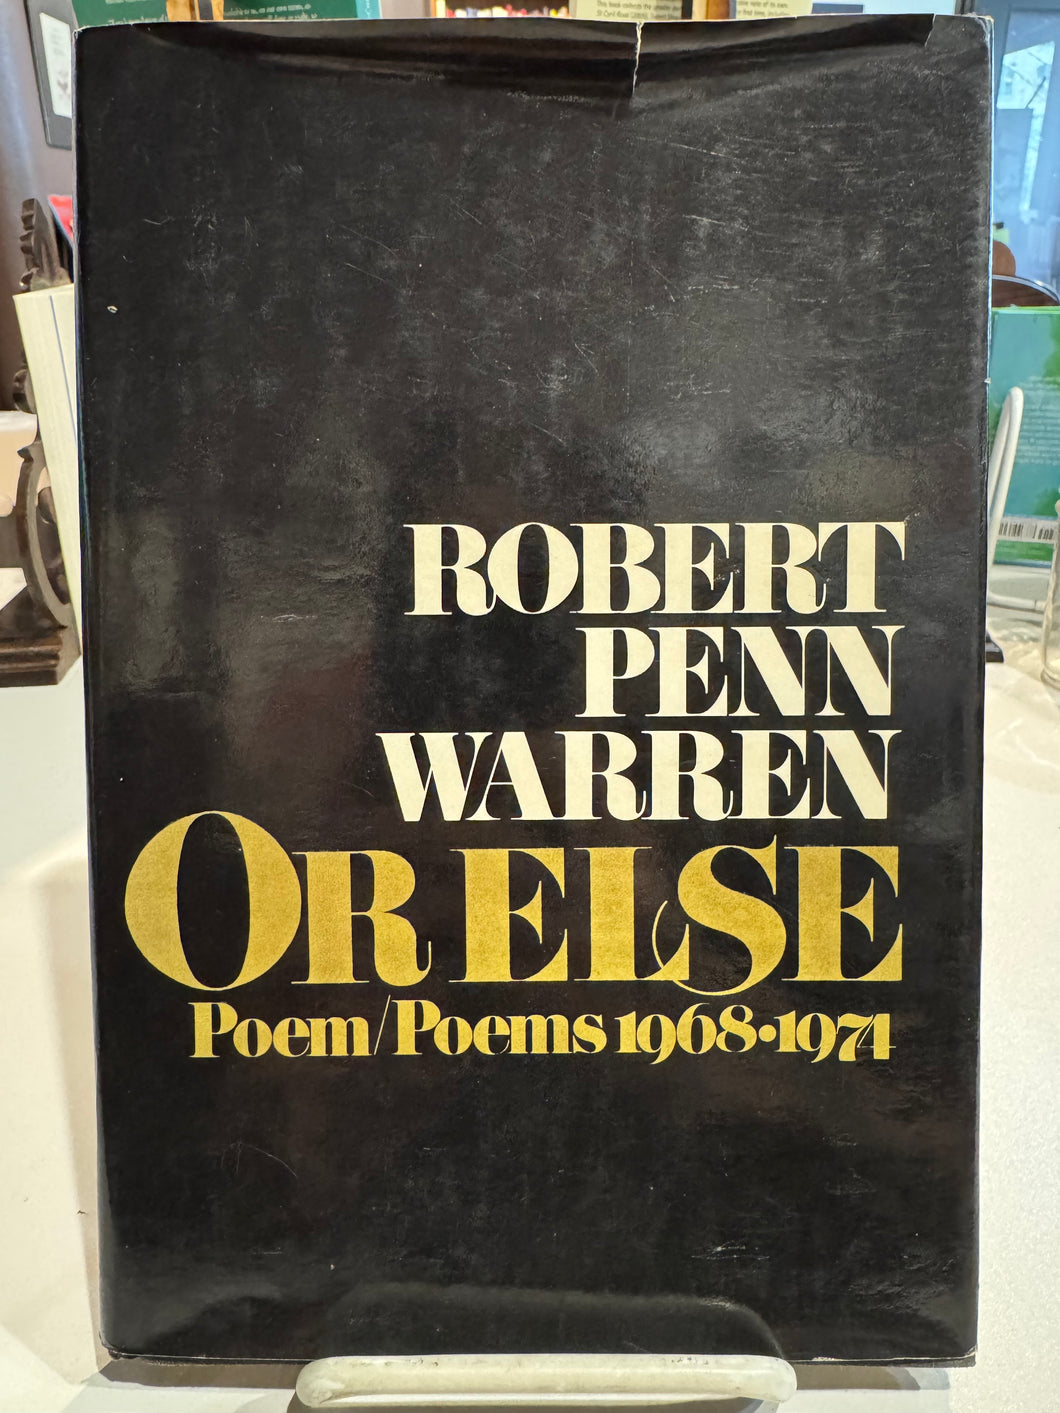 ROBERT
PENN
WARREN
OR ELSE
Poem/Poems 1968•1974